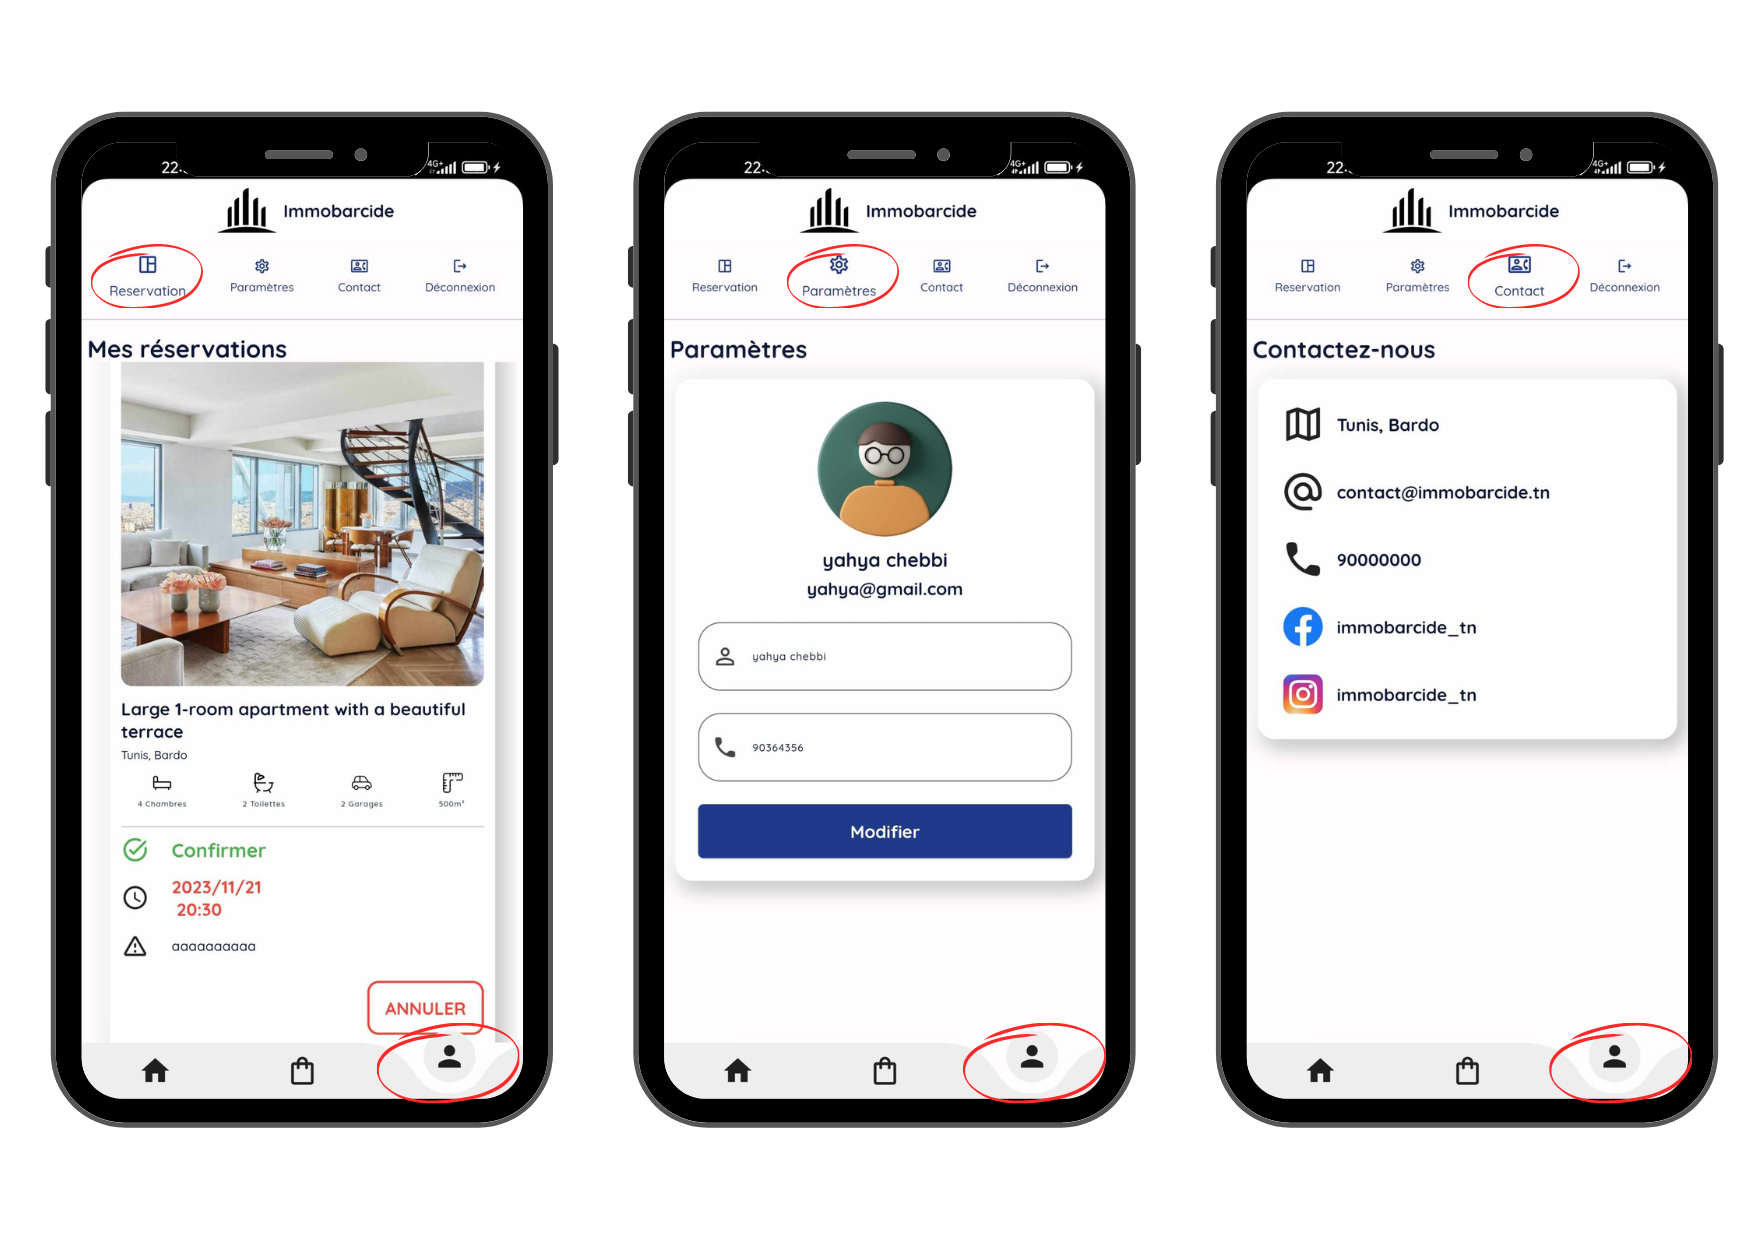 22:
4G+
Immobarcide
Reservation
Paramètres
Contact
Déconnexion
Mes réservations
Large 1-room apartment with a beautiful
terrace
Tunis, Bardo
4 Chambres
2 Toilettes
2 Garages
500m²
Confirmer
2023/11/21
20:30
aaaaaaaaaa
ANNULER
22:
4G+
Immobarcide
Reservation
Paramètres
Contact
Déconnexion
Paramètres
yahya chebbi
yahya@gmail.com
yahya chebbi
90364356
Modifier
22:
4G+
Immobarcide
Reservation
Paramètres
Contact
Déconnexion
Contactez-nous
Tunis, Bardo
contact@immobarcide.tn
90000000
immobarcide_tn
immobarcide_tn